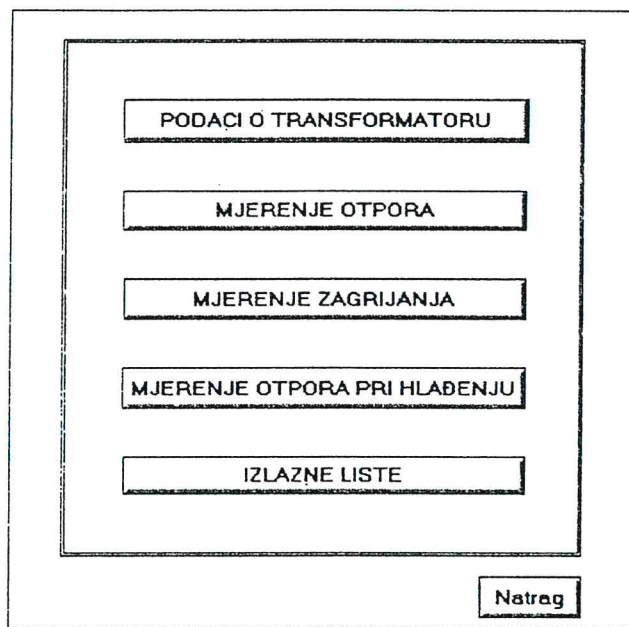 PODACI O TRANSFORMATORU
MJERENJE OTPORA
MJERENJE ZAGRIJANJA
MJERENJE OTPORA PRI HLAĐENJU
IZLAZNE LISTE
Natrag